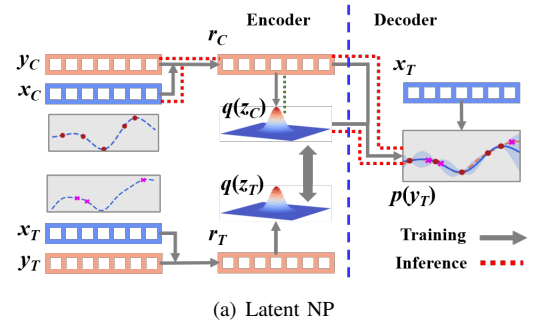 Encoder
Decoder
y_C
r_C
x_T
x_C
q(z_C)
q(z_T)
p(y_T)
x_T
r_T
Training
y_T
Inference
(a) Latent NP